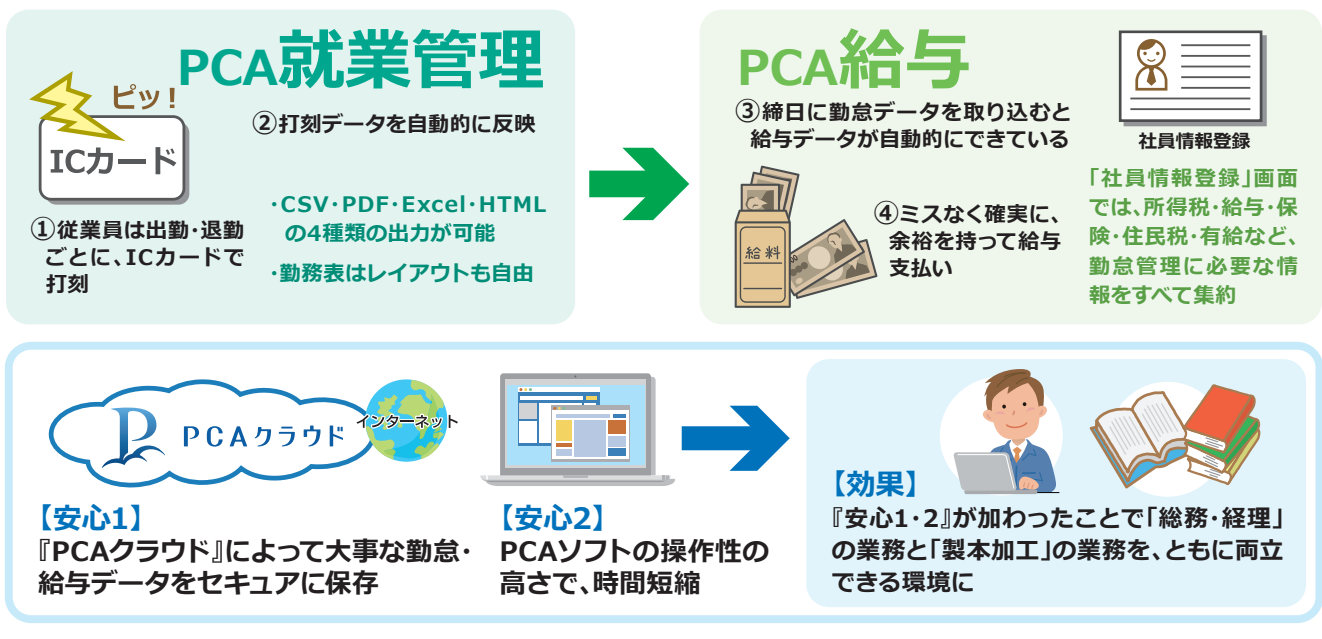 PCA就業管理
ピッ!
ICカード
①従業員は出勤・退勤
ごとに、ICカードで
打刻
②打刻データを自動的に反映
・CSV・PDF・Excel・HTML
の4種類の出力が可能
・勤務表はレイアウトも自由
PCA給与
③締日に勤怠データを取り込むと
給与データが自動的にできている
給料
④ミスなく確実に、
余裕を持って給与
支払い
社員情報登録
「社員情報登録」画面
では、所得税・給与・保
険・住民税・有給など、
勤怠管理に必要な情
報をすべて集約
P
PCAクラウド
インターネット
【安心1】
『PCAクラウド』によって大事な勤怠・
給与データをセキュアに保存
【安心2】
PCAソフトの操作性の
高さで、時間短縮
【効果】
『安心1・2』が加わったことで「総務・経理」
の業務と「製本加工」の業務を、ともに両立
できる環境に